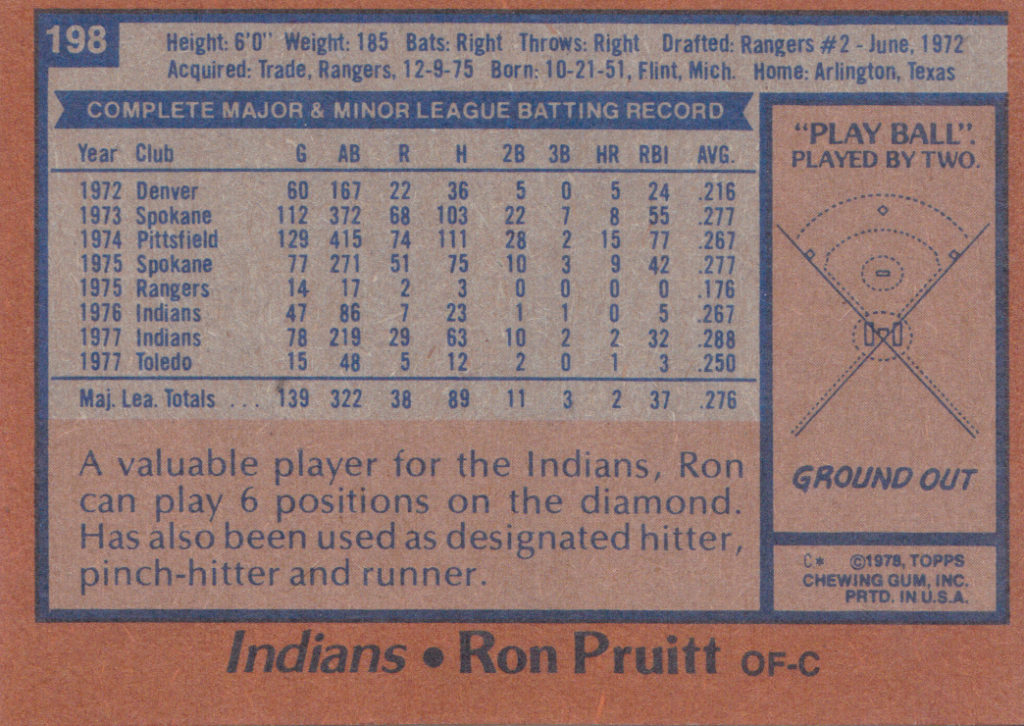 198
Height: 6'0" Weight: 185 Bats: Right Throws: Right Drafted: Rangers #2 - June, 1972
Acquired: Trade, Rangers, 12-9-75 Born: 10-21-51, Flint, Mich. Home: Arlington, Texas
COMPLETE MAJOR & MINOR LEAGUE BATTING RECORD
Year Club G AB R H 2B 3B HR RBI AVG.
1972 Denver 60 167 22 36 5 0 5 24 .216
1973 Spokane 112 372 68 103 22 7 8 55 .277
1974 Pittsfield 129 415 74 111 28 2 15 77 .267
1975 Spokane 77 271 51 75 10 3 9 42 .277
1975 Rangers 14 17 2 3 0 0 0 0 .176
1976 Indians 47 86 7 23 1 1 0 5 .267
1977 Indians 78 219 29 63 10 2 2 32 .288
1977 Toledo 15 48 5 12 2 0 1 3 .250
Maj. Lea. Totals . . . 139 322 38 89 11 3 2 37 .276
A valuable player for the Indians, Ron
can play 6 positions on the diamond.
Has also been used as designated hitter,
pinch-hitter and runner.
"PLAY BALL".
PLAYED BY TWO.
GROUND OUT
C* ©1978, TOPPS
CHEWING GUM, INC.
PRTD. IN U.S.A.
Indians • Ron Pruitt OF-C